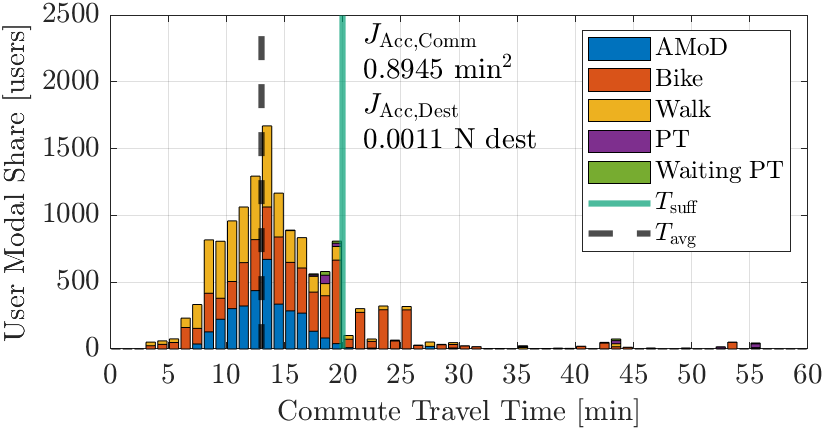 2500
2000
1500
1000
500
0
User Modal Share [users]
J_Acc,Comm
0.8945 min²
J_Acc,Dest
0.0011 N dest
AMoD
Bike
Walk
PT
Waiting PT
T_suff
T_avg
0 5 10 15 20 25 30 35 40 45 50 55 60
Commute Travel Time [min]